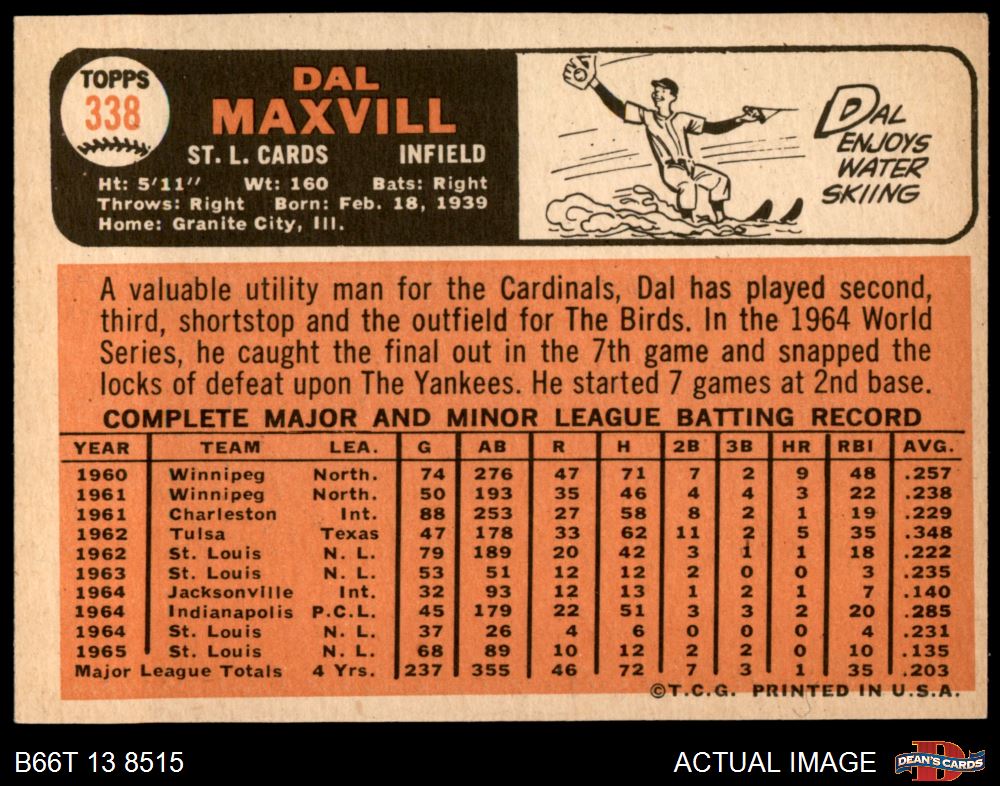 TOPPS
338
DAL
MAXVILL
ST. L. CARDS INFIELD
Ht: 5'11" Wt: 160 Bats: Right
Throws: Right Born: Feb. 18, 1939
Home: Granite City, Ill.
DAL
ENJOYS
WATER
SKIING
A valuable utility man for the Cardinals, Dal has played second,
third, shortstop and the outfield for The Birds. In the 1964 World
Series, he caught the final out in the 7th game and snapped the
locks of defeat upon The Yankees. He started 7 games at 2nd base.
COMPLETE MAJOR AND MINOR LEAGUE BATTING RECORD
YEAR TEAM LEA. G AB R H 2B 3B HR RBI AVG.
1960 Winnipeg North. 74 276 47 71 7 2 9 48 .257
1961 Winnipeg North. 50 193 35 46 4 4 3 22 .238
1961 Charleston Int. 88 253 27 58 8 2 1 19 .229
1962 Tulsa Texas 47 178 33 62 11 2 5 35 .348
1962 St. Louis N. L. 79 189 20 42 3 1 1 18 .222
1963 St. Louis N. L. 53 51 12 12 2 0 0 3 .235
1964 Jacksonville Int. 32 93 12 13 1 2 1 7 .140
1964 Indianapolis P.C.L. 45 179 22 51 3 3 2 20 .285
1964 St. Louis N. L. 37 26 4 6 0 0 0 4 .231
1965 St. Louis N. L. 68 89 10 12 2 2 0 10 .135
Major League Totals 4 Yrs. 237 355 46 72 7 3 1 35 .203
©T.C.G. PRINTED IN U.S.A.
B66T 13 8515 ACTUAL IMAGE
DEAN'S CARDS